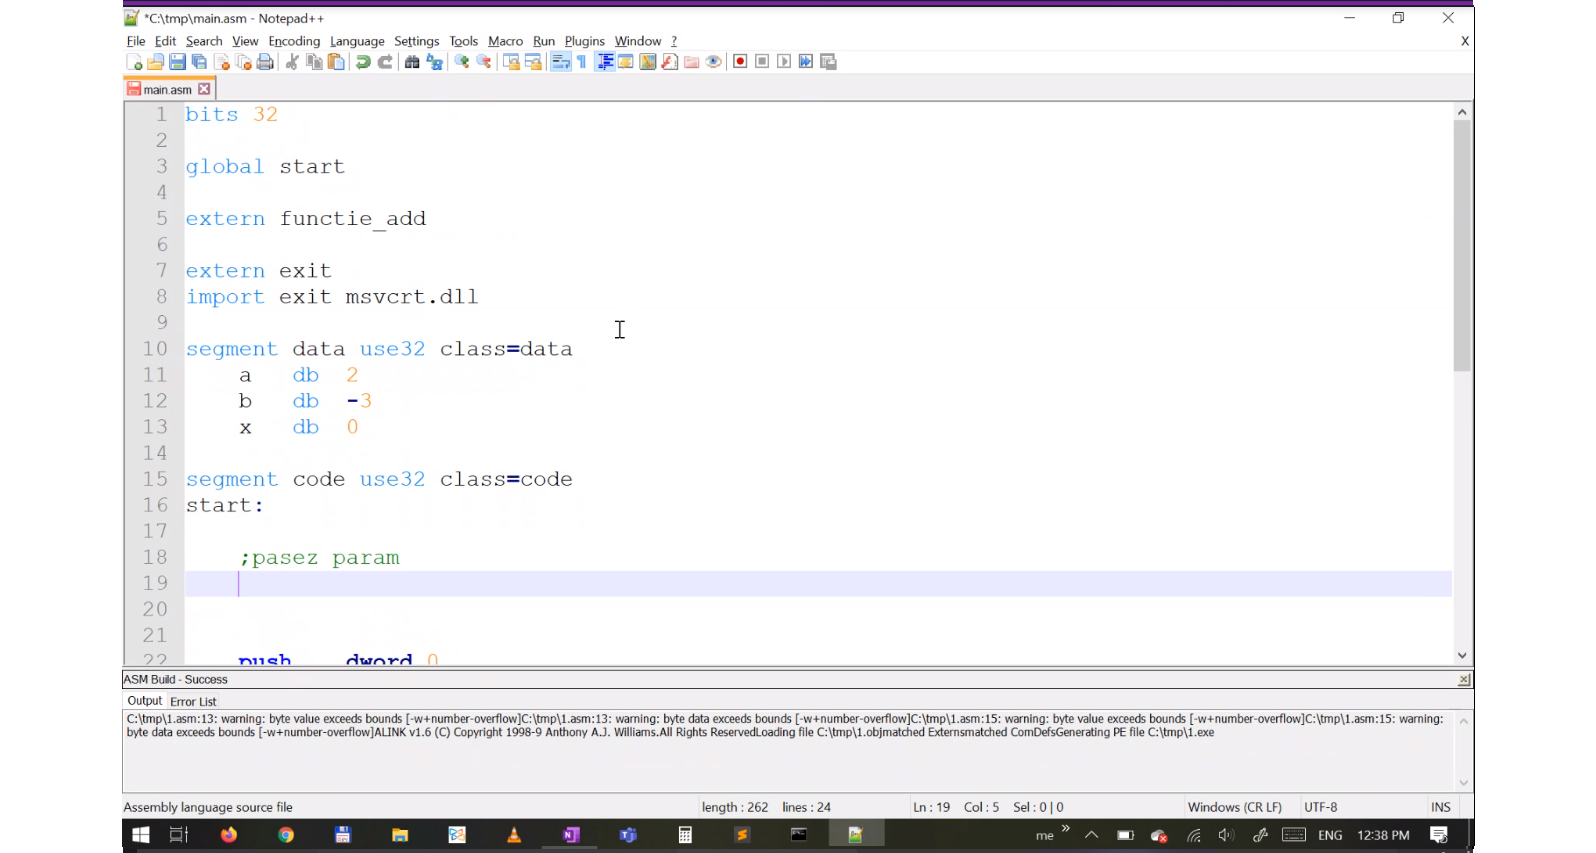 *C:\tmp\main.asm - Notepad++
File Edit Search View Encoding Language Settings Tools Macro Run Plugins Window ? X
main.asm
1 bits 32
2
3 global start
4
5 extern functie_add
6
7 extern exit
8 import exit msvcrt.dll
9
10 segment data use32 class=data
11 a db 2
12 b db -3
13 x db 0
14
15 segment code use32 class=code
16 start:
17
18 ;pasez param
19
20
21
22 push dword 0
ASM Build - Success
Output Error List
C:\tmp\1.asm:13: warning: byte value exceeds bounds [-w+number-overflow]C:\tmp\1.asm:13: warning: byte data exceeds bounds [-w+number-overflow]C:\tmp\1.asm:15: warning: byte value exceeds bounds [-w+number-overflow]C:\tmp\1.asm:15: warning:
byte data exceeds bounds [-w+number-overflow]ALINK v1.6 (C) Copyright 1998-9 Anthony A.J. Williams.All Rights ReservedLoading file C:\tmp\1.objmatched Externsmatched ComDefsGenerating PE file C:\tmp\1.exe
Assembly language source file length : 262 lines : 24 Ln : 19 Col : 5 Sel : 0 | 0 Windows (CR LF) UTF-8 INS
me ENG 12:38 PM